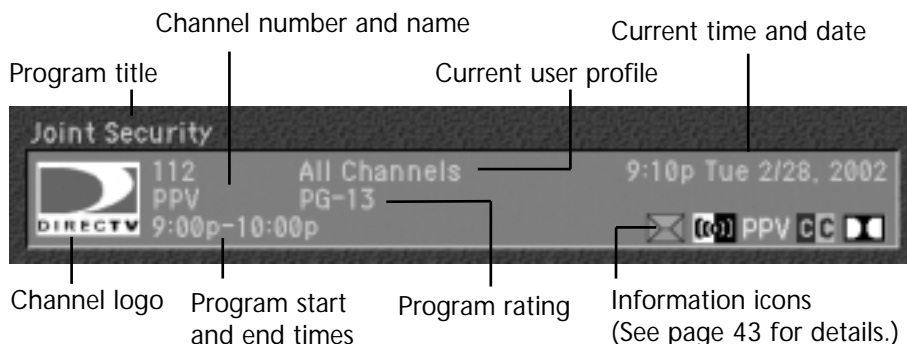 Channel number and name
Current time and date
Program title
Current user profile
Joint Security
112 All Channels 9:10p Tue 2/28, 2002
PPV PG-13
DIRECTV 9:00p-10:00p PPV CC
Channel logo
Program start
and end times
Program rating
Information icons
(See page 43 for details.)